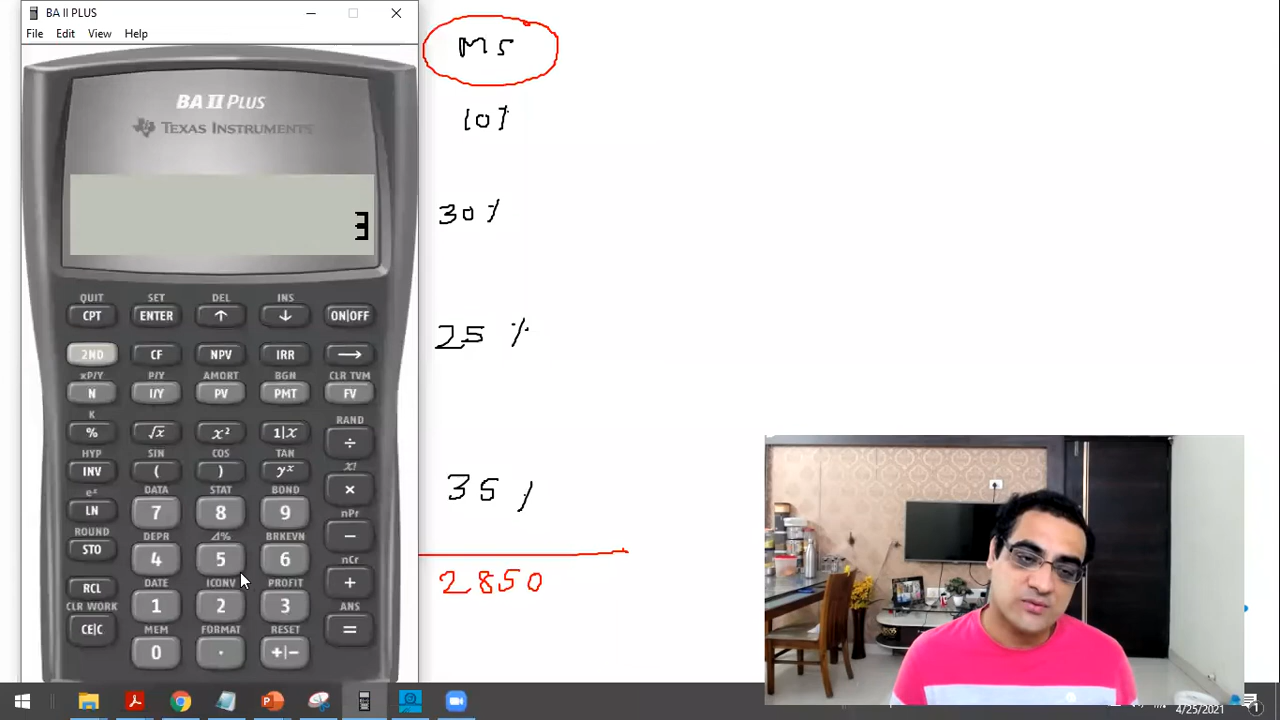 BA II PLUS
File Edit View Help
BA II PLUS
TEXAS INSTRUMENTS
3
QUIT SET DEL INS
CPT ENTER ↑ ↓ ON|OFF
2ND CF NPV IRR →
xP/Y P/Y AMORT BGN CLR TVM
N I/Y PV PMT FV
K RAND
% √x x² 1|x ÷
HYP SIN COS TAN x!
INV ( ) yˣ ×
eˣ DATA STAT BOND nPr
LN 7 8 9 −
ROUND DEPR Δ% BRKEVN nCr
STO 4 5 6 +
DATE ICONV PROFIT
RCL 1 2 3
CLR WORK MEM FORMAT RESET ANS
CE|C 0 . +|− =
M5
10%
30%
25 %
35 %
2850
4/25/2021
1